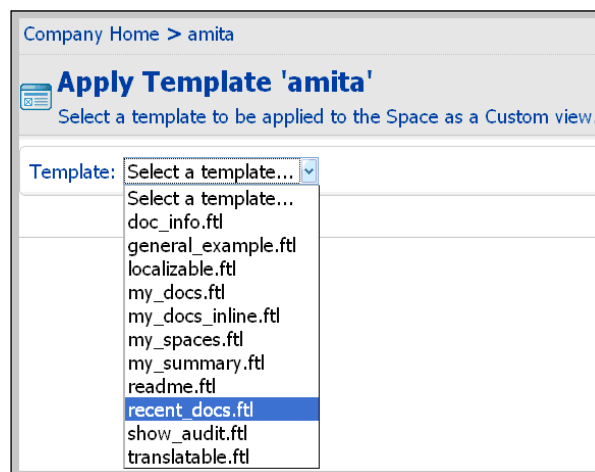 Company Home > amita
Apply Template 'amita'
Select a template to be applied to the Space as a Custom view.
Template: Select a template...
Select a template...
doc_info.ftl
general_example.ftl
localizable.ftl
my_docs.ftl
my_docs_inline.ftl
my_spaces.ftl
my_summary.ftl
readme.ftl
recent_docs.ftl
show_audit.ftl
translatable.ftl